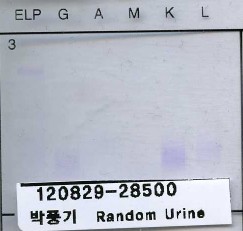 ELP G A M K L
3
120829-28500
박풍기 Random Urine